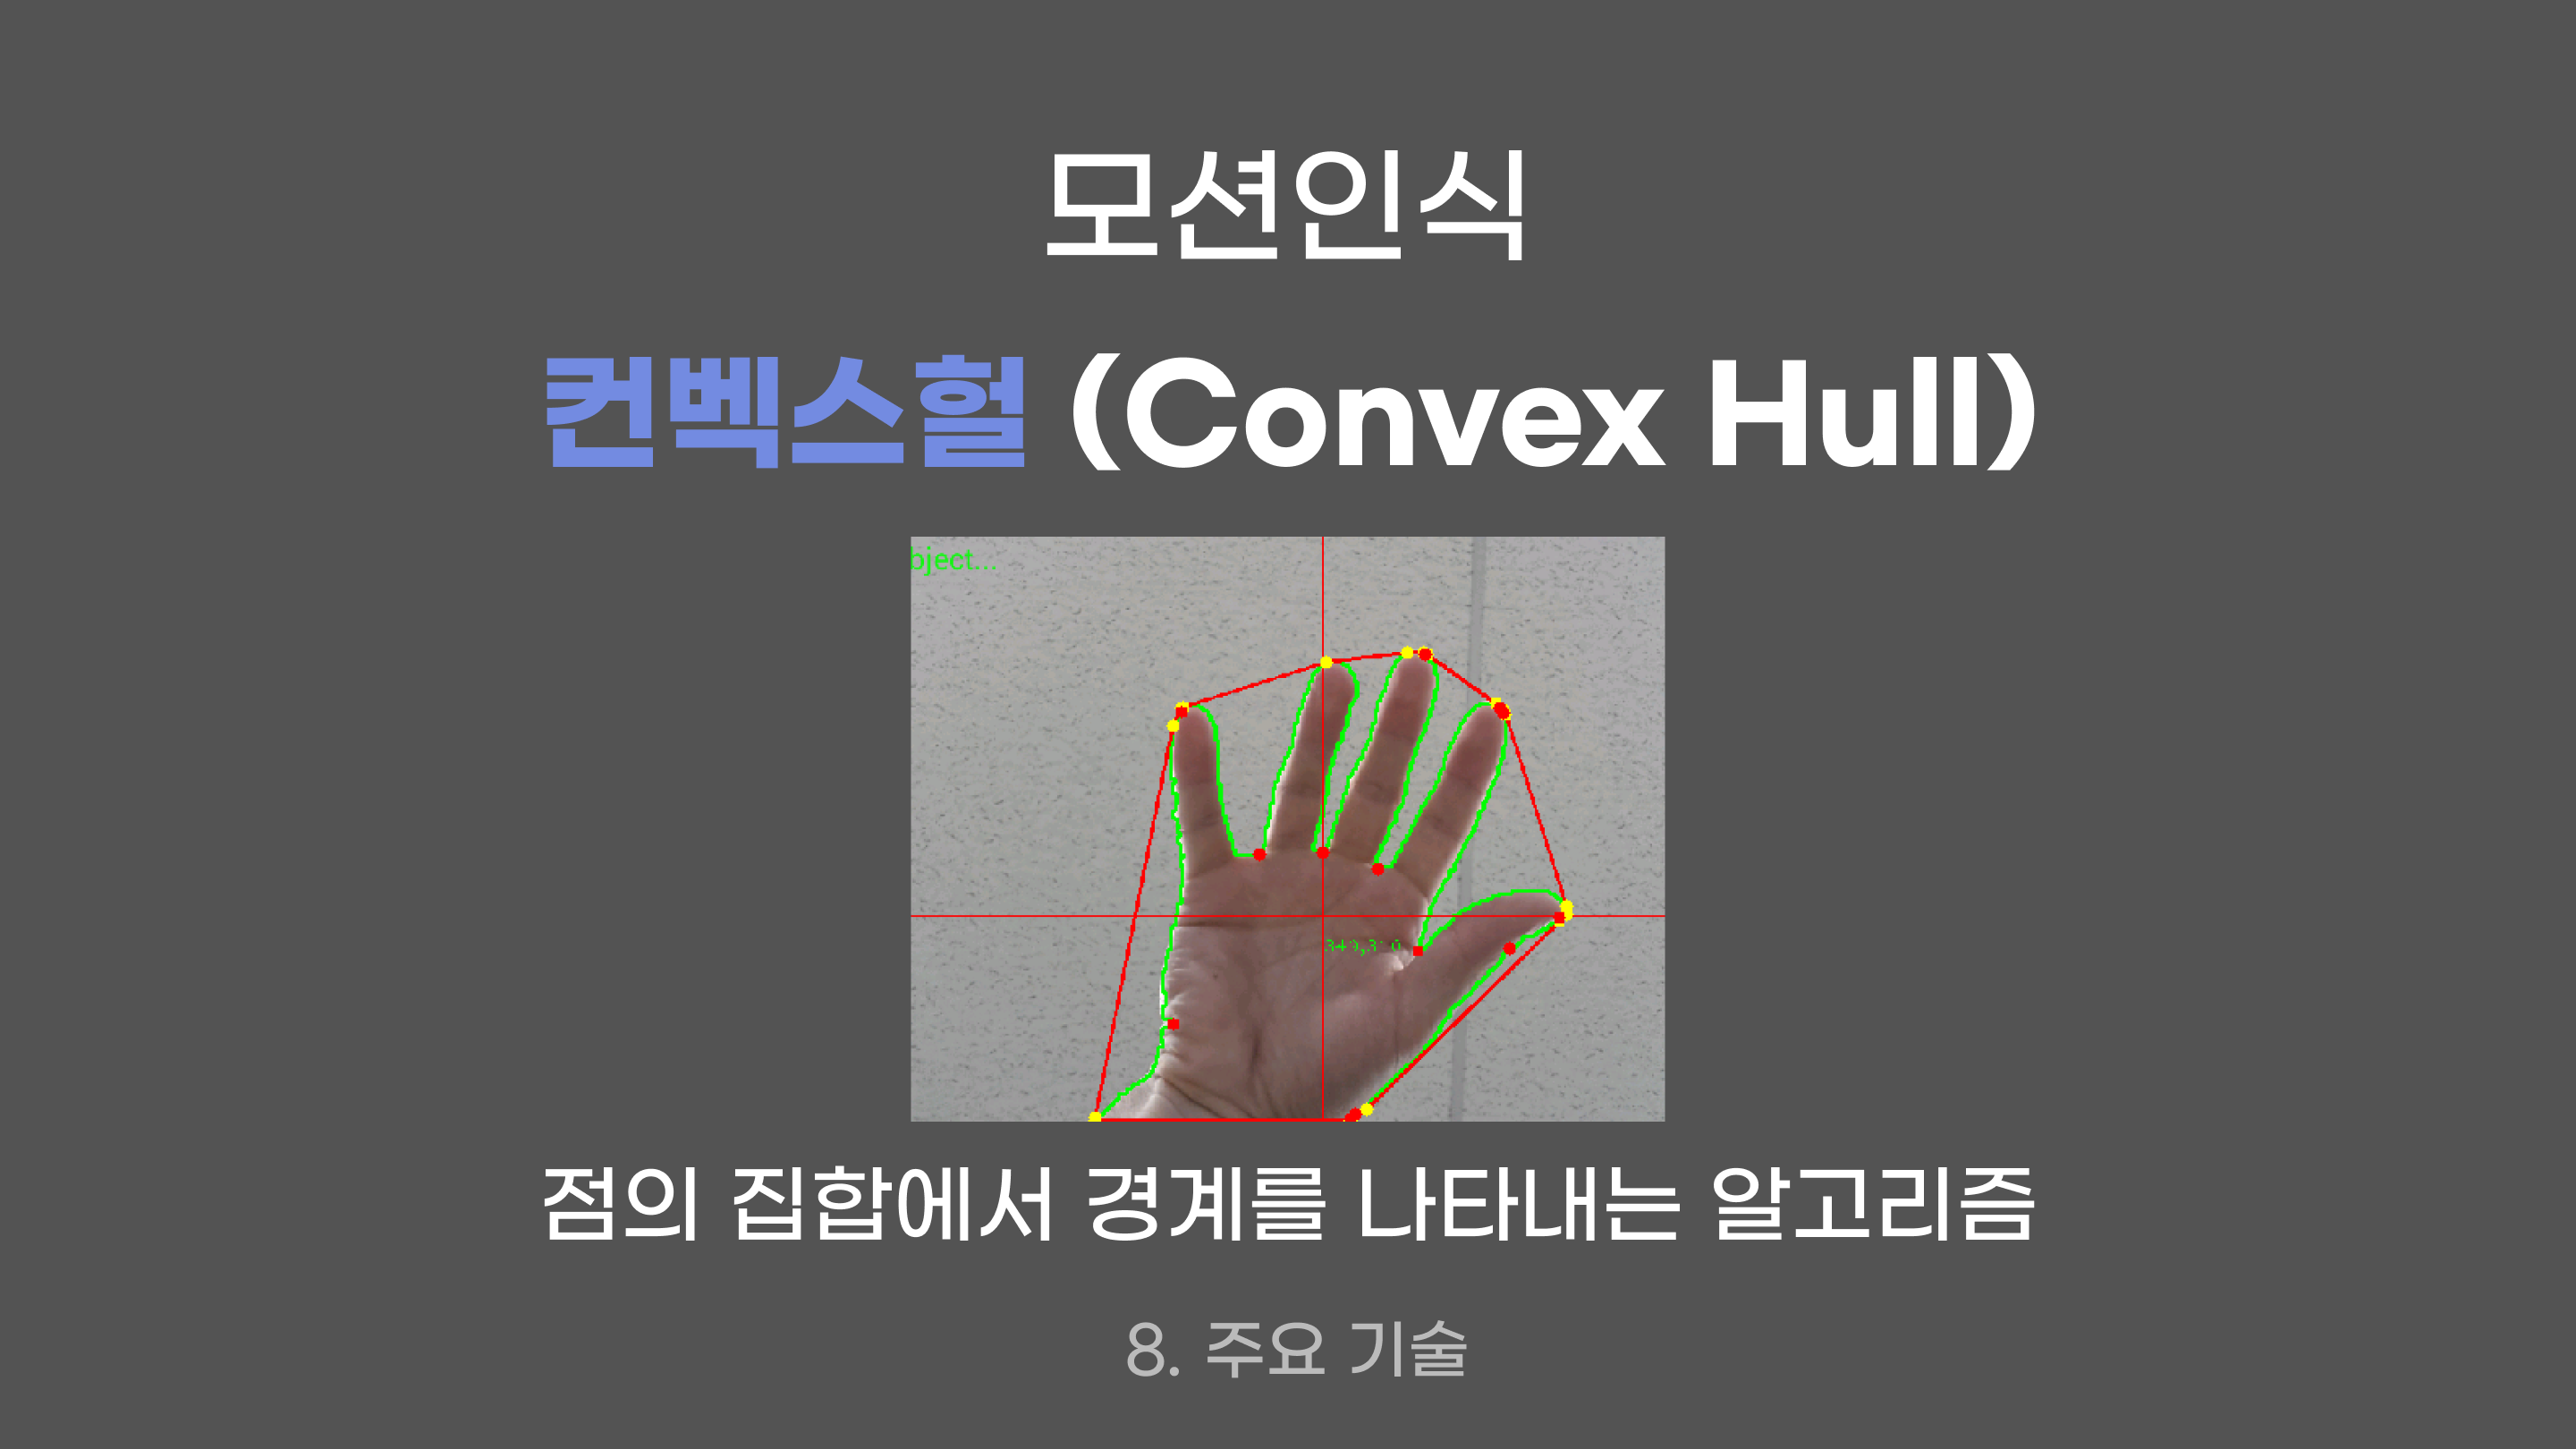 모션인식
컨벡스헐 (Convex Hull)
bject...
점의 집합에서 경계를 나타내는 알고리즘
8. 주요 기술